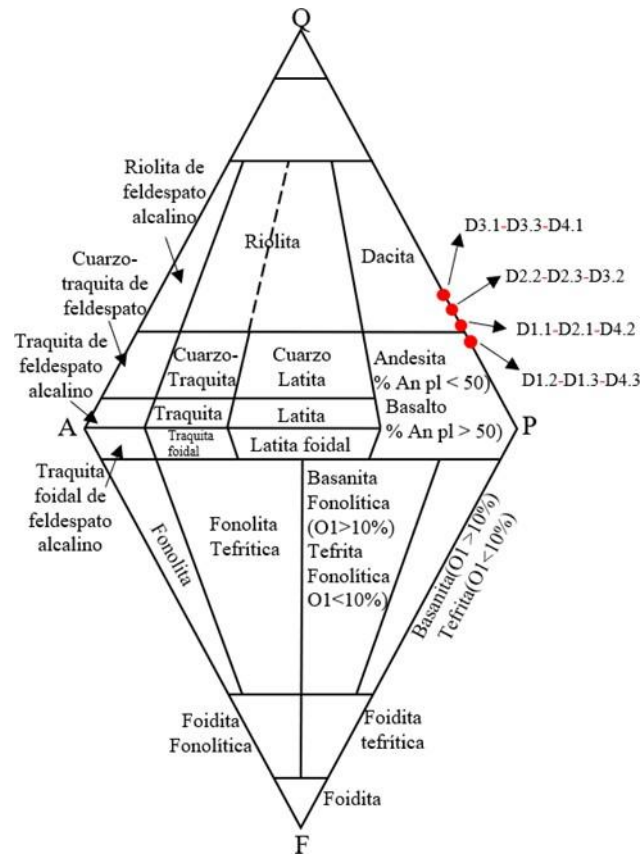 Q
Riolita de
feldespato
alcalino
Riolita
Dacita
D3.1-D3.3-D4.1
D2.2-D2.3-D3.2
D1.1-D2.1-D4.2
D1.2-D1.3-D4.3
Cuarzo-
traquita de
feldespato
Traquita de
feldespato
alcalino
Cuarzo-
Traquita
Cuarzo
Latita
Andesita
% An pl < 50)
Basalto
% An pl > 50)
A
Traquita
Latita
P
Traquita
foidal
Latita foidal
Traquita
foidal de
feldespato
alcalino
Fonolita
Fonolita
Tefrítica
Basanita
Fonolítica
(O1>10%)
Tefrita
Fonolítica
O1<10%)
Basanita(O1 >10%)
Tefrita(O1<10%)
Foidita
Fonolítica
Foidita
tefrítica
Foidita
F